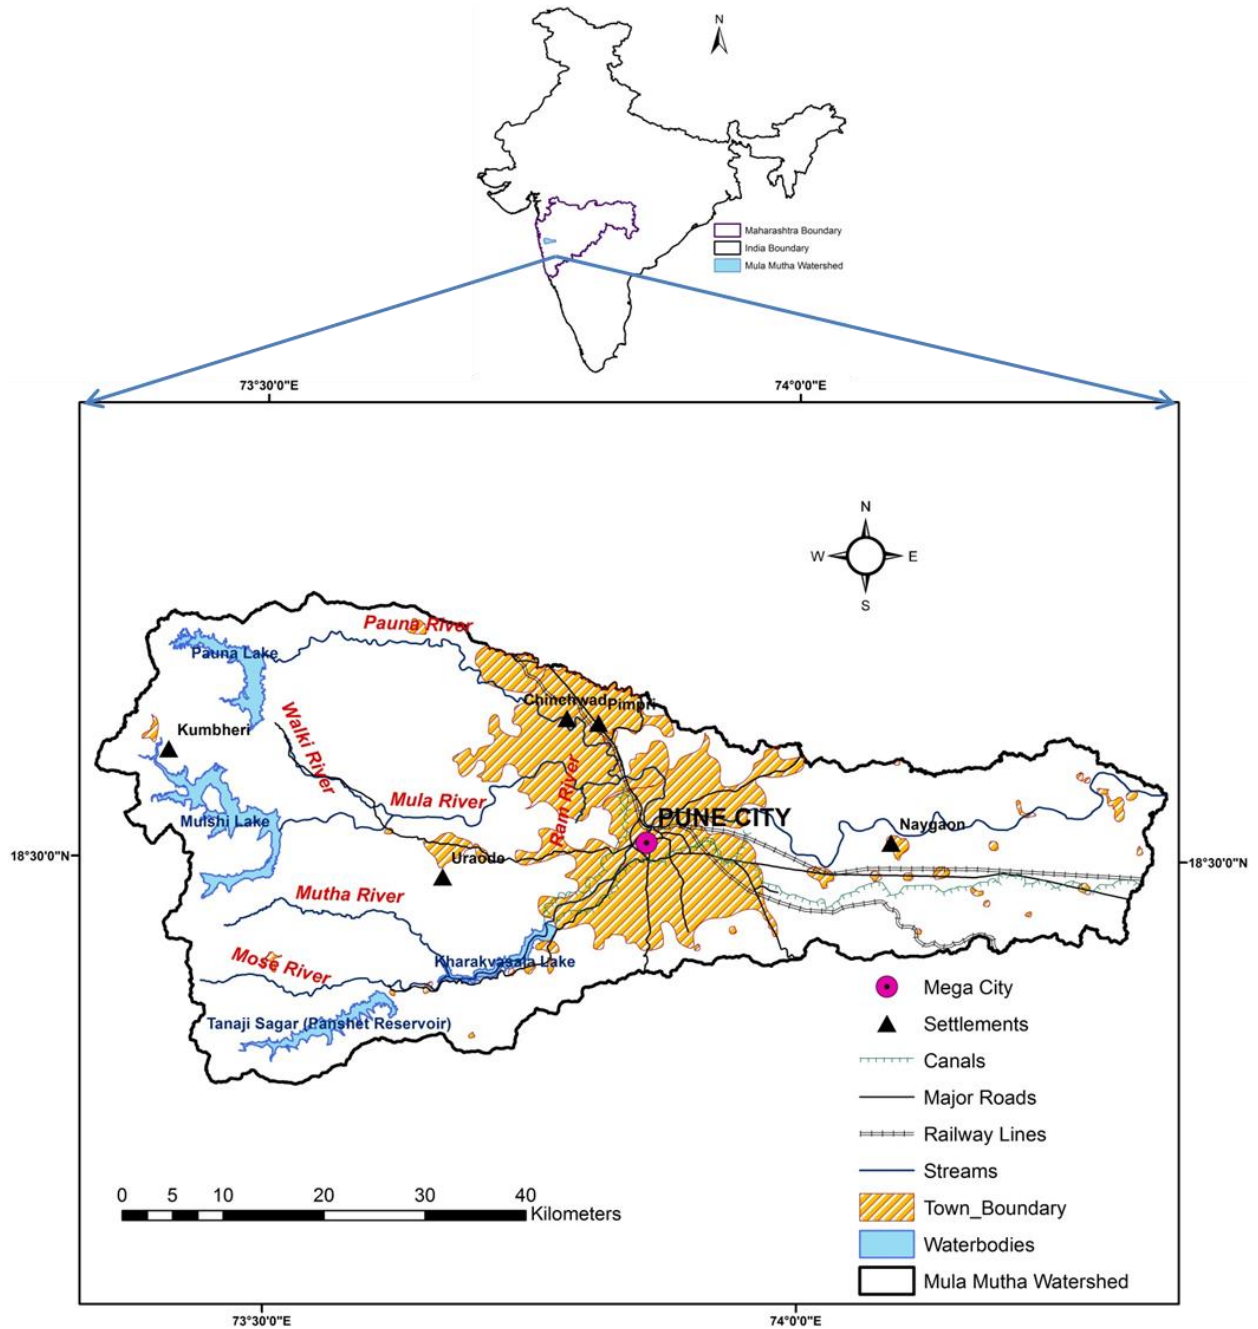 N
Maharashtra Boundary
India Boundary
Mula Mutha Watershed
73°30'0"E
74°0'0"E
N
W
E
S
Pauna River
Pauna Lake
Chinchwad
Pimpri
Kumbheri
Walki River
Mula River
Ram River
Mulshi Lake
PUNE CITY
Naygaon
18°30'0"N
18°30'0"N
Uraode
Mutha River
Mose River
Kharakvasala Lake
Tanaji Sagar (Panshet Reservoir)
Mega City
Settlements
Canals
Major Roads
Railway Lines
Streams
Town_Boundary
Waterbodies
Mula Mutha Watershed
0 5 10 20 30 40
Kilometers
73°30'0"E
74°0'0"E